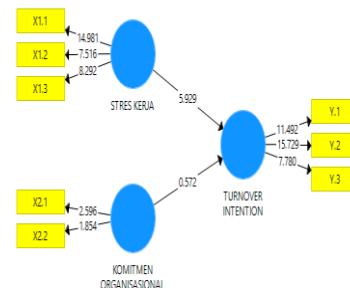 X1.1
14.981
X1.2
7.516
8.292
X1.3
STRES KERJA
5.929
Y.1
11.492
15.729
Y.2
7.780
Y.3
0.572
TURNOVER
INTENTION
X2.1
2.596
1.854
X2.2
KOMITMEN
ORGANISASIONAL